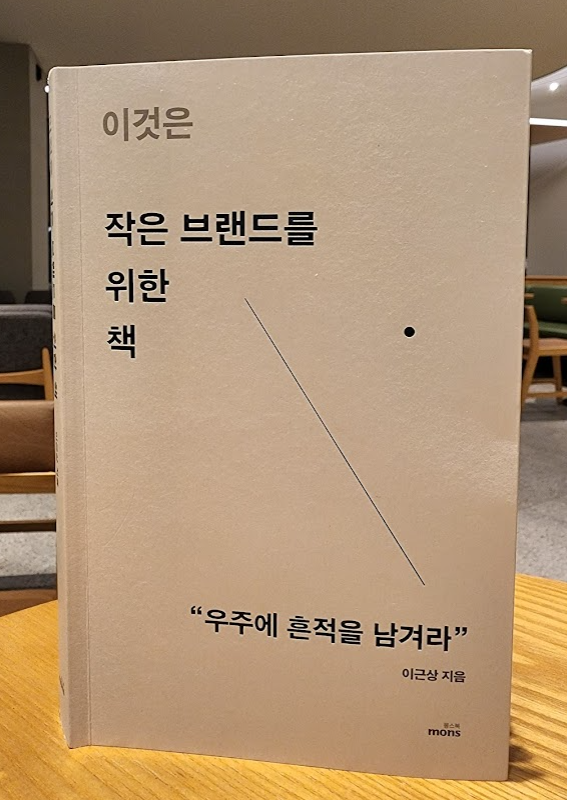 이것은
작은 브랜드를
위한
책
“우주에 흔적을 남겨라”
이근상 지음
몽스북
mons